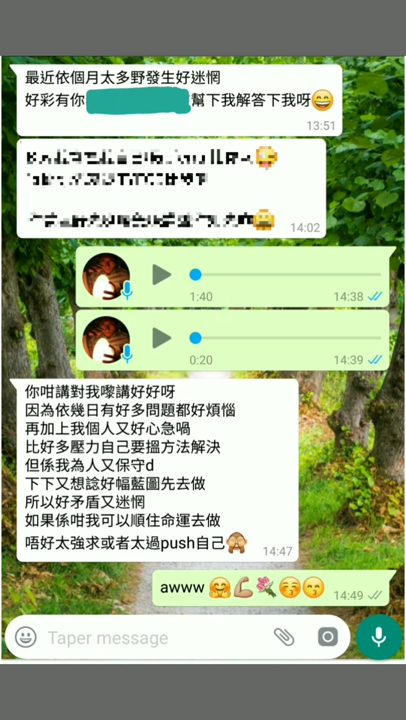 最近依個月太多野發生好迷惘
好彩有你 幫下我解答下我呀😄
13:51
14:02
1:40 14:38
0:20 14:39
你咁講對我嚟講好好呀
因為依幾日有好多問題都好煩惱
再加上我個人又好心急喎
比好多壓力自己要搵方法解決
但係我為人又保守d
下下又想諗好幅藍圖先去做
所以好矛盾又迷惘
如果係咁我可以順住命運去做
唔好太強求或者太過push自己🙈
14:47
awww 🤗💪🏽🌷😚😙 14:49
Taper message